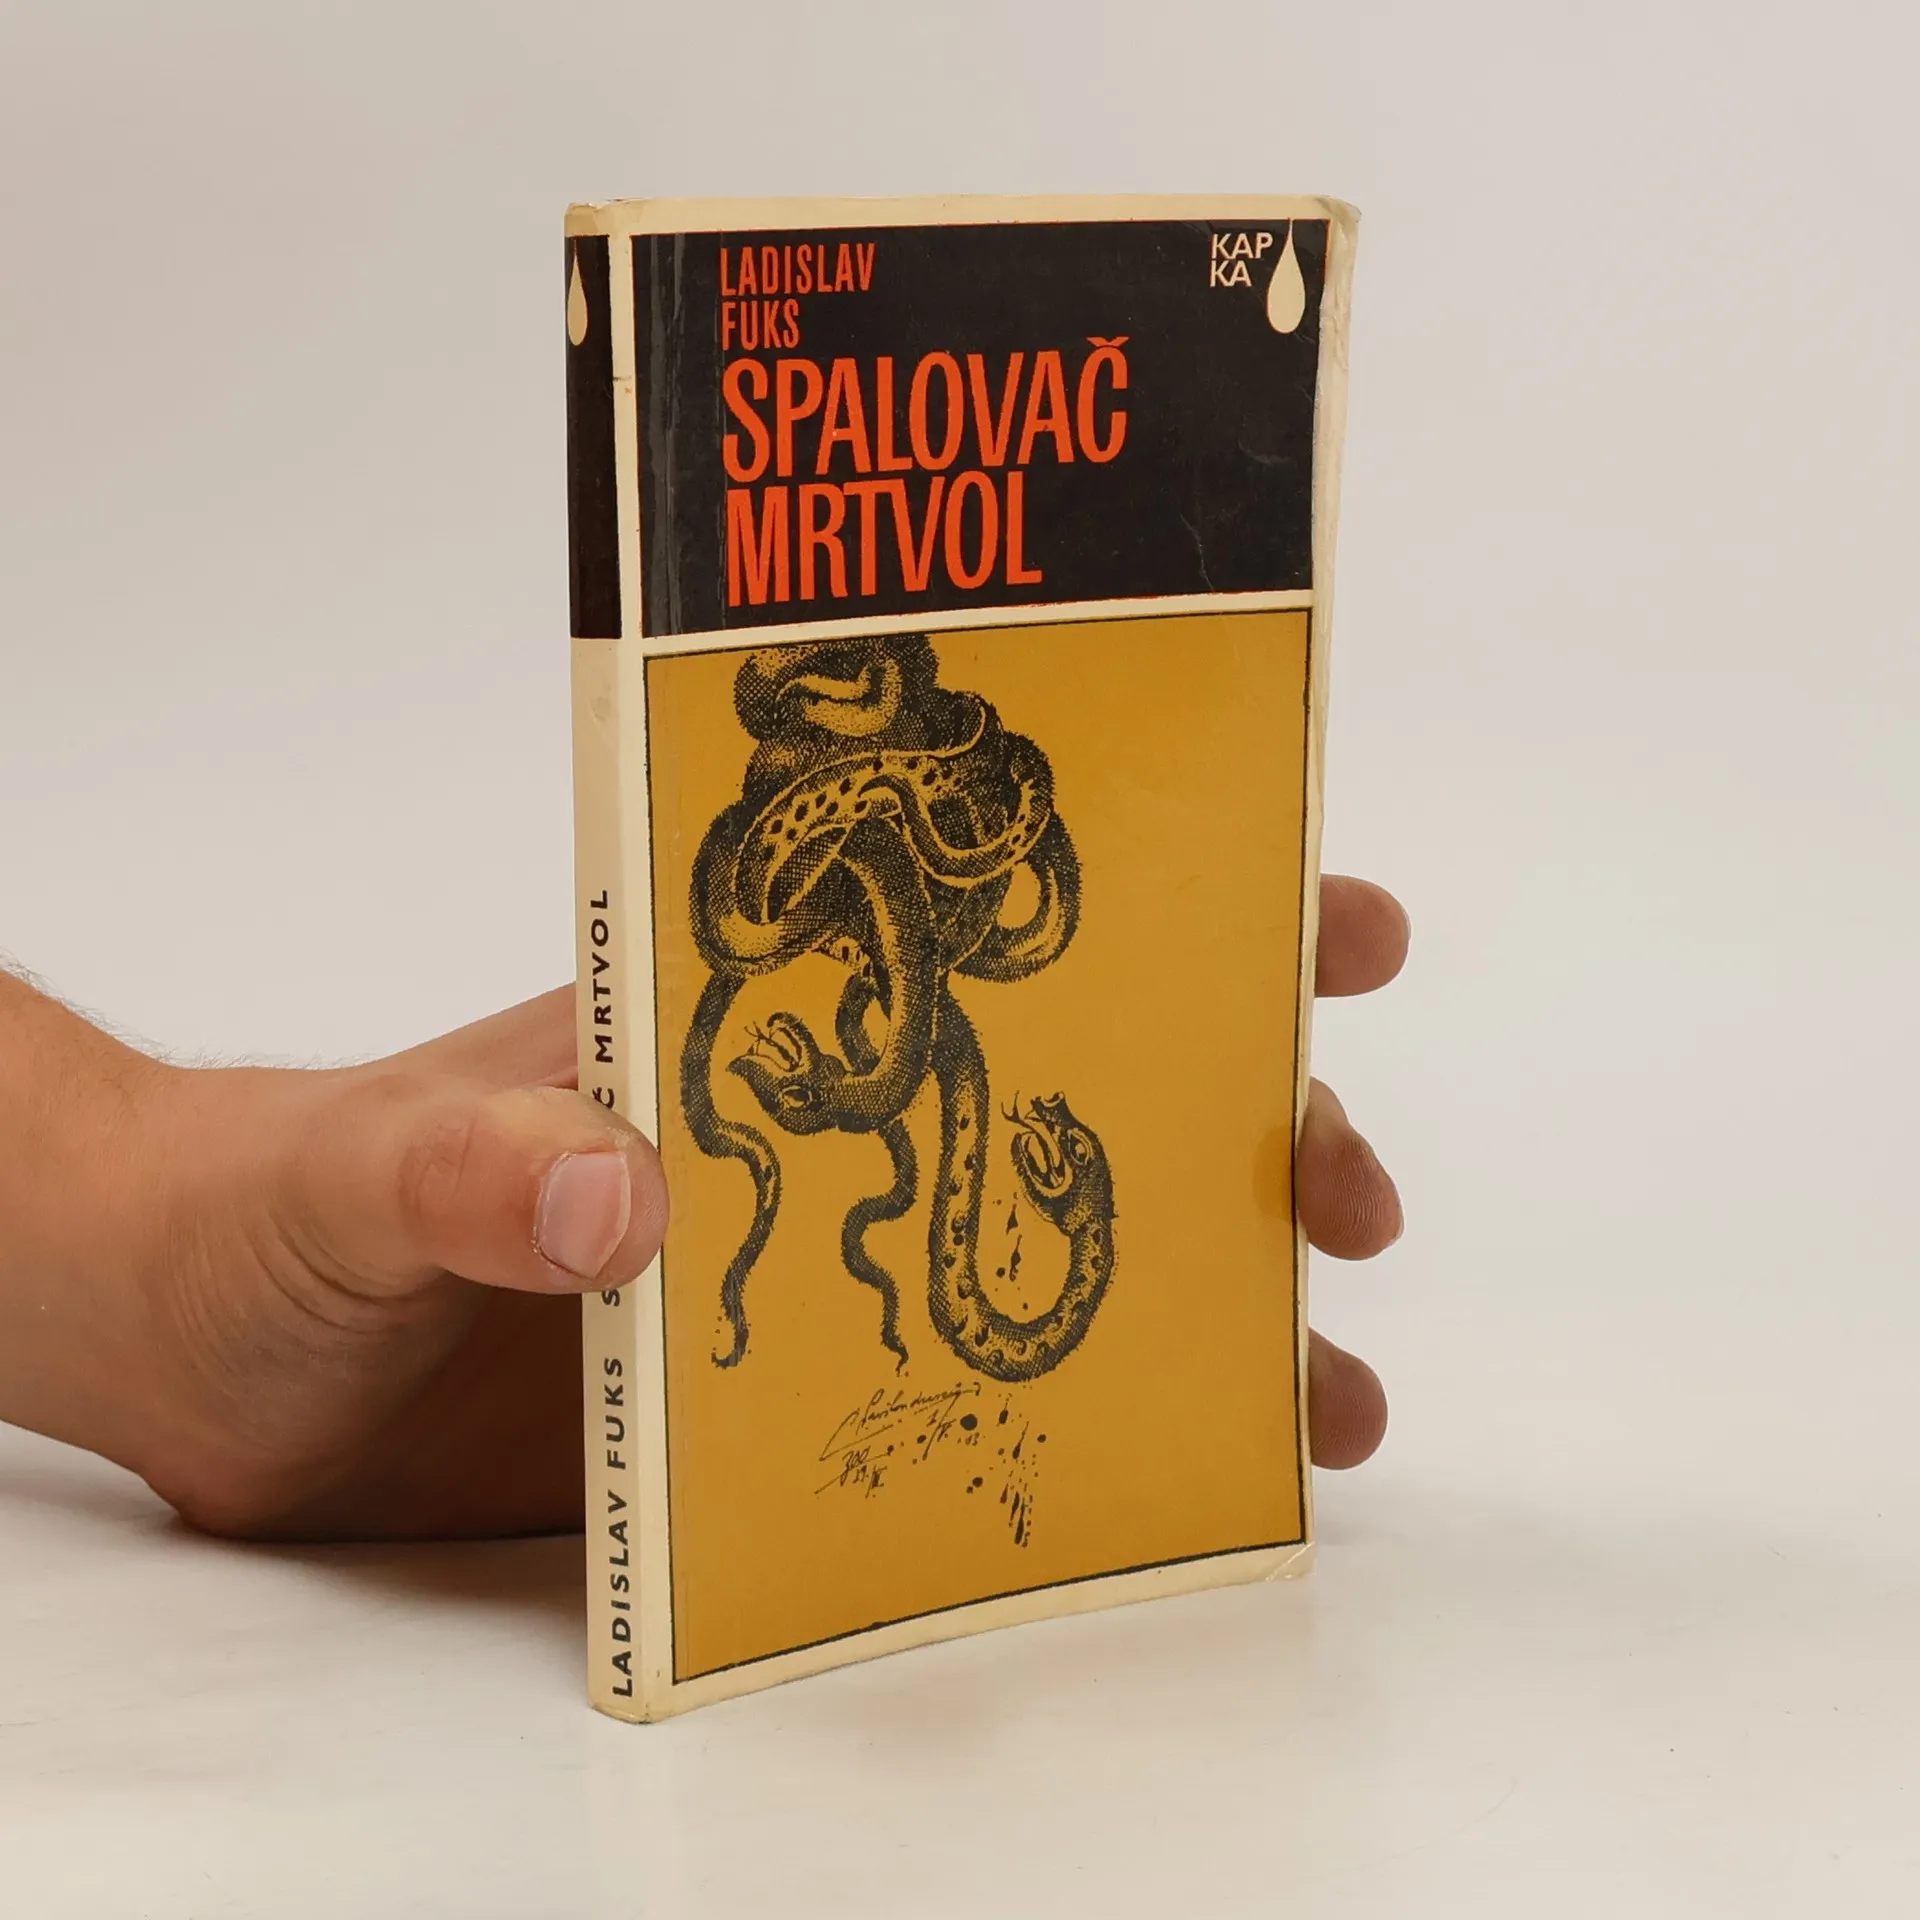 LADISLAV
FUKS
SPALOVAČ
MRTVOL
KAP
KA
LADISLAV FUKS S Č MRTVOL